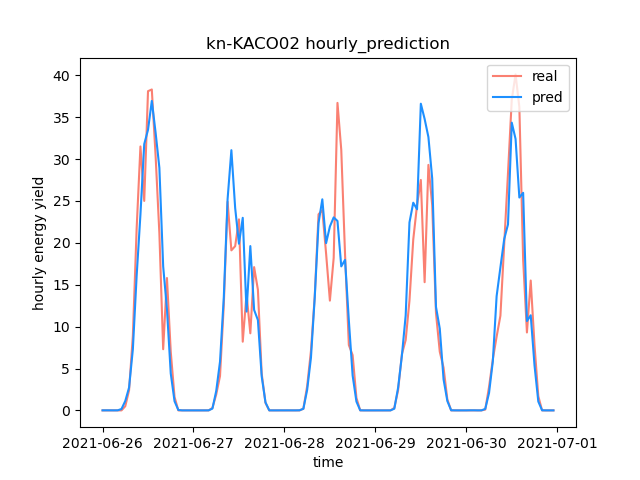 kn-KACO02 hourly_prediction
real
pred
40
35
30
25
20
15
10
5
0
hourly energy yield
2021-06-26 2021-06-27 2021-06-28 2021-06-29 2021-06-30 2021-07-01
time